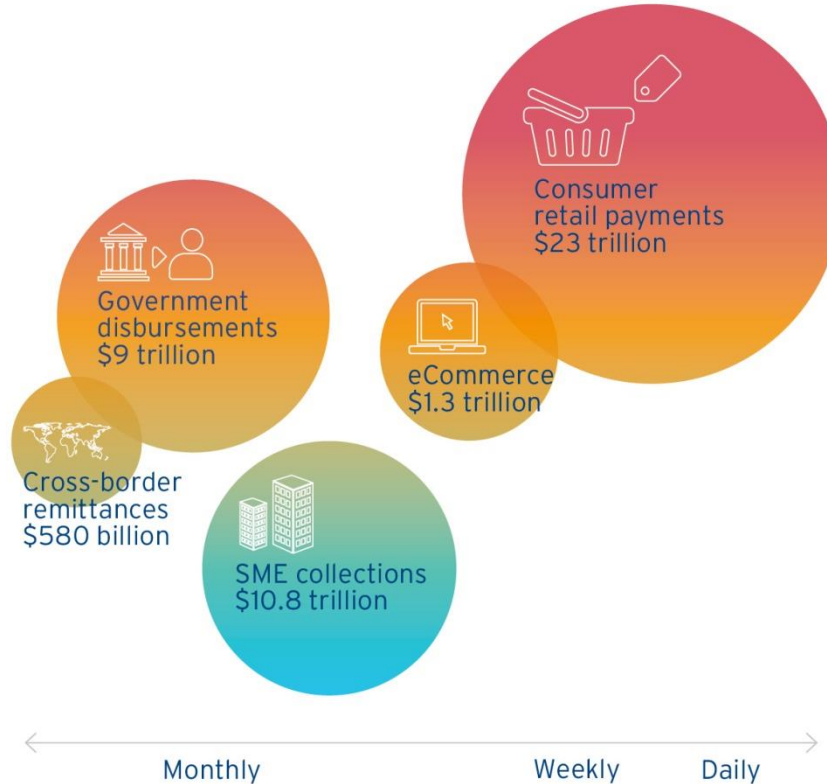 Consumer
retail payments
$23 trillion
Government
disbursements
$9 trillion
eCommerce
$1.3 trillion
Cross-border
remittances
$580 billion
SME collections
$10.8 trillion
Monthly
Weekly
Daily